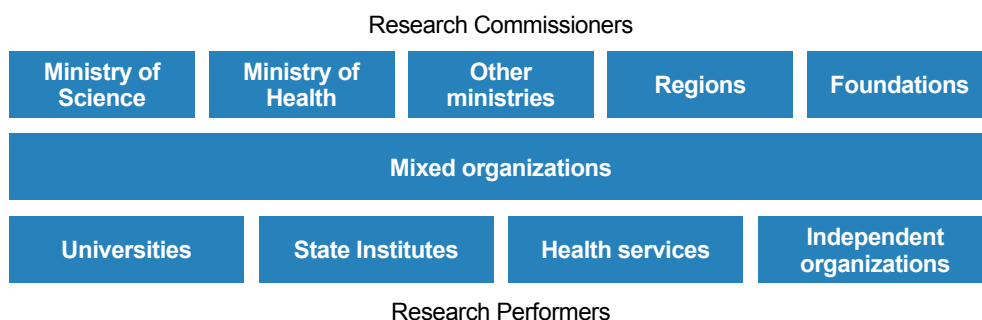 Research Commissioners
Ministry of
Science
Ministry of
Health
Other
ministries
Regions
Foundations
Mixed organizations
Universities
State Institutes
Health services
Independent
organizations
Research Performers